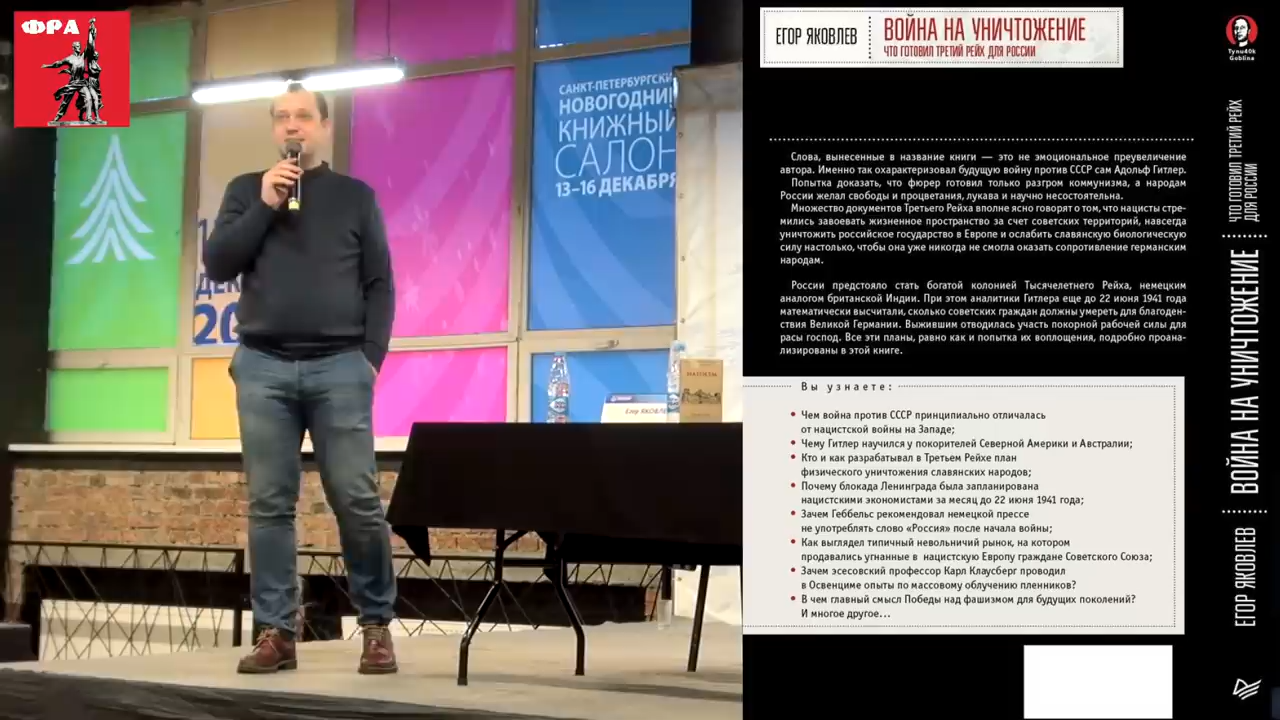 ФРА
САНКТ-ПЕТЕРБУРГСКИЙ
НОВОГОДНИЙ
КНИЖНЫЙ
САЛОН
13–16 ДЕКАБРЯ
20
Егор ЯКОВЛЕВ
ЕГОР ЯКОВЛЕВ
ВОЙНА НА УНИЧТОЖЕНИЕ
ЧТО ГОТОВИЛ ТРЕТИЙ РЕЙХ ДЛЯ РОССИИ
Тупи40к
Goblina
Слова, вынесенные в название книги — это не эмоциональное преувеличение
автора. Именно так охарактеризовал будущую войну против СССР сам Адольф Гитлер.
Попытка доказать, что фюрер готовил только разгром коммунизма, а народам
России желал свободы и процветания, лукава и научно несостоятельна.
Множество документов Третьего Рейха вполне ясно говорят о том, что нацисты стре-
мились завоевать жизненное пространство за счет советских территорий, навсегда
уничтожить российское государство в Европе и ослабить славянскую биологическую
силу настолько, чтобы она уже никогда не смогла оказать сопротивление германским
народам.
России предстояло стать богатой колонией Тысячелетнего Рейха, немецким
аналогом британской Индии. При этом аналитики Гитлера еще до 22 июня 1941 года
математически высчитали, сколько советских граждан должны умереть для благоден-
ствия Великой Германии. Выжившим отводилась участь покорной рабочей силы для
расы господ. Все эти планы, равно как и попытка их воплощения, подробно проана-
лизированы в этой книге.
Вы узнаете:
• Чем война против СССР принципиально отличалась
от нацистской войны на Западе;
• Чему Гитлер научился у покорителей Северной Америки и Австралии;
• Кто и как разрабатывал в Третьем Рейхе план
физического уничтожения славянских народов;
• Почему блокада Ленинграда была запланирована
нацистскими экономистами за месяц до 22 июня 1941 года;
• Зачем Геббельс рекомендовал немецкой прессе
не употреблять слово «Россия» после начала войны;
• Как выглядел типичный невольничий рынок, на котором
продавались угнанные в нацистскую Европу граждане Советского Союза;
• Зачем эсесовский профессор Карл Клаусберг проводил
в Освенциме опыты по массовому облучению пленников?
• В чем главный смысл Победы над фашизмом для будущих поколений?
И многое другое...
ЧТО ГОТОВИЛ ТРЕТИЙ РЕЙХ
ДЛЯ РОССИИ
ВОЙНА НА УНИЧТОЖЕНИЕ
ЕГОР ЯКОВЛЕВ